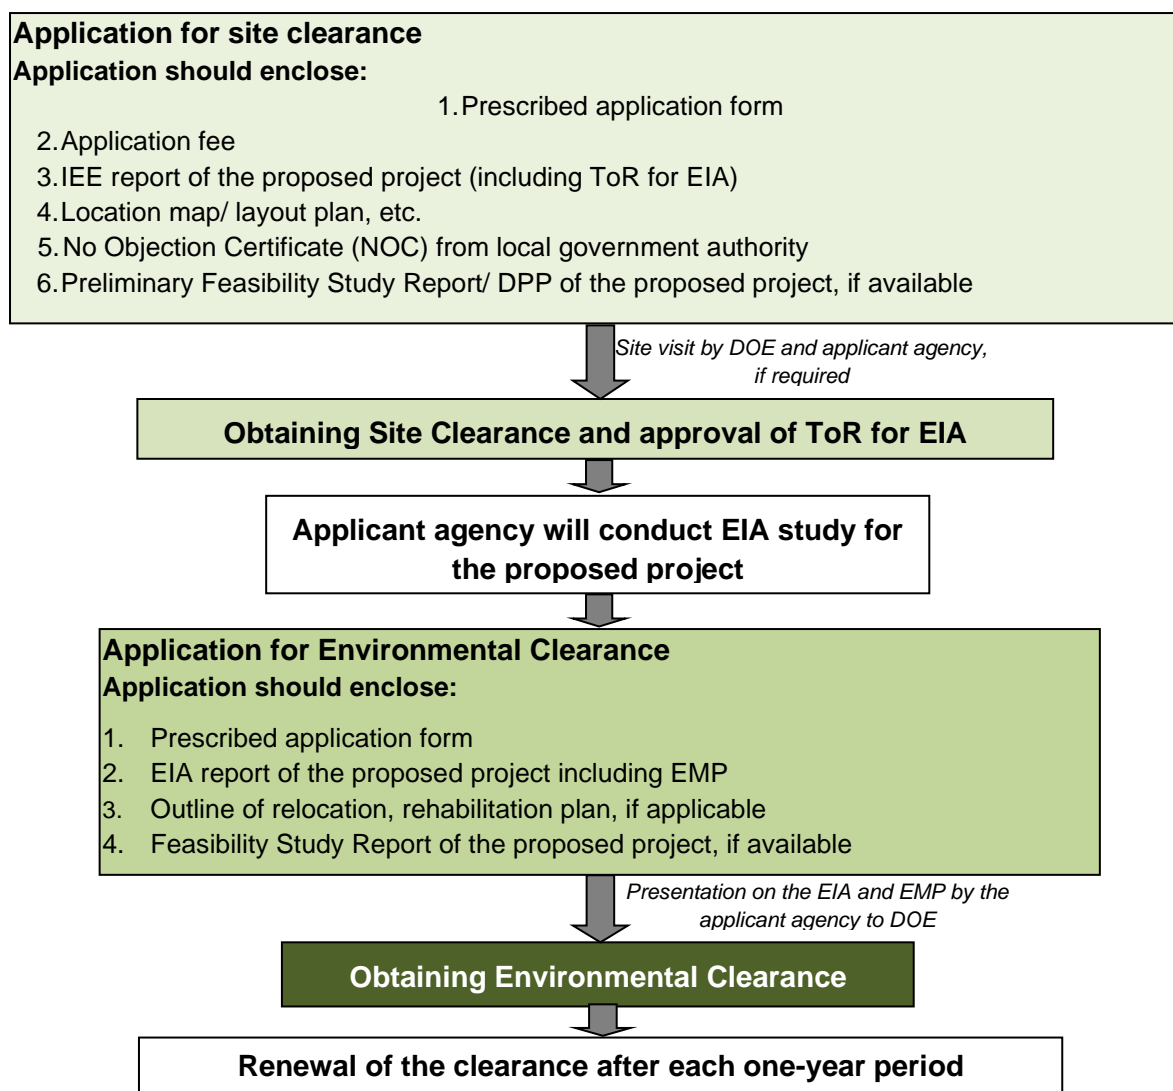 Application for site clearance
Application should enclose:
1.Prescribed application form
2.Application fee
3.IEE report of the proposed project (including ToR for EIA)
4.Location map/ layout plan, etc.
5.No Objection Certificate (NOC) from local government authority
6.Preliminary Feasibility Study Report/ DPP of the proposed project, if available
Site visit by DOE and applicant agency,
if required
Obtaining Site Clearance and approval of ToR for EIA
Applicant agency will conduct EIA study for
the proposed project
Application for Environmental Clearance
Application should enclose:
1. Prescribed application form
2. EIA report of the proposed project including EMP
3. Outline of relocation, rehabilitation plan, if applicable
4. Feasibility Study Report of the proposed project, if available
Presentation on the EIA and EMP by the
applicant agency to DOE
Obtaining Environmental Clearance
Renewal of the clearance after each one-year period